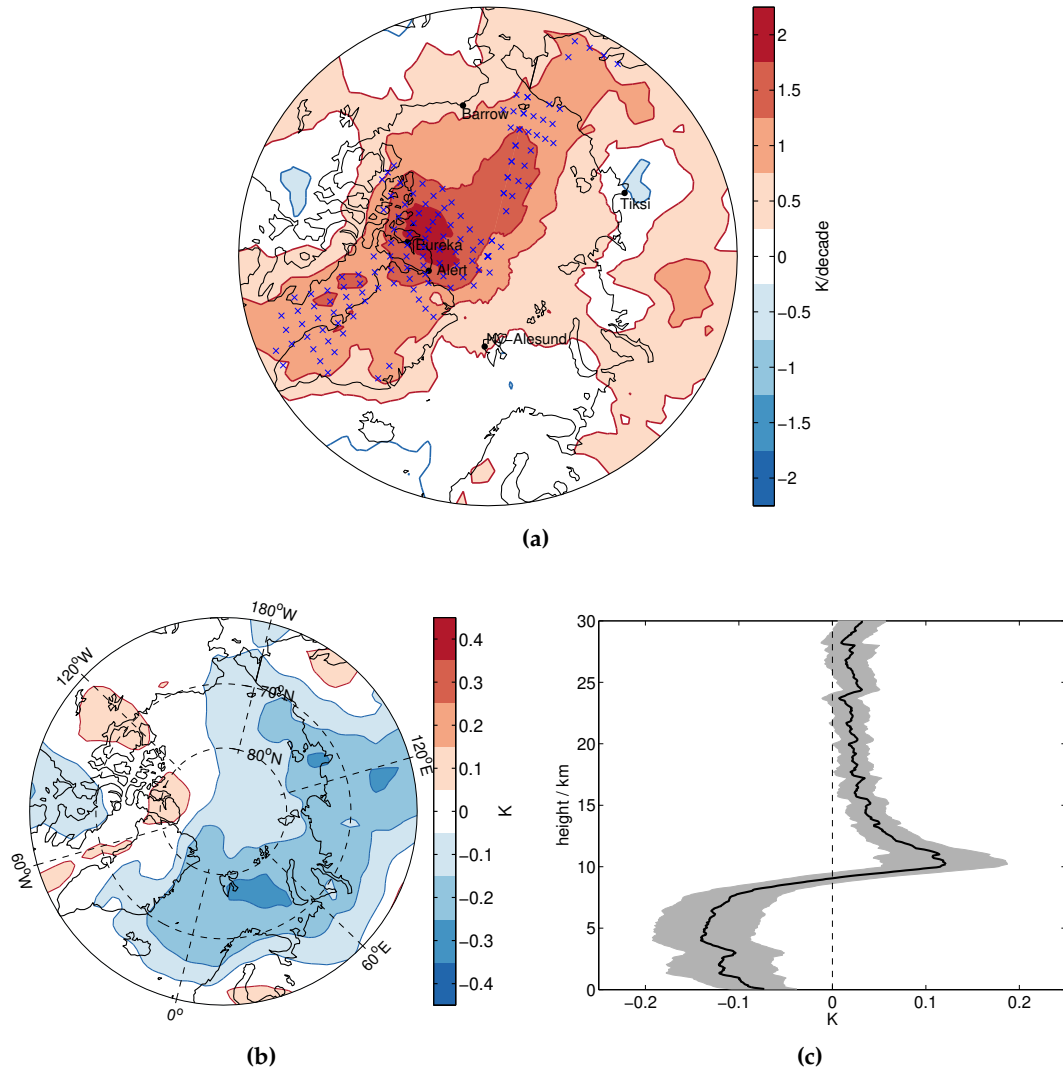 Barrow
Tiksi
Eureka
Alert
Ny-Alesund
2
1.5
1
0.5
0
−0.5
−1
−1.5
−2
K/decade
(a)
180°W
120°W
70°N
80°N
120°E
60°W
60°E
0°
0.4
0.3
0.2
0.1
0
−0.1
−0.2
−0.3
−0.4
K
30
25
20
15
10
5
0
height / km
−0.2
−0.1
0
0.1
0.2
K
(b)
(c)